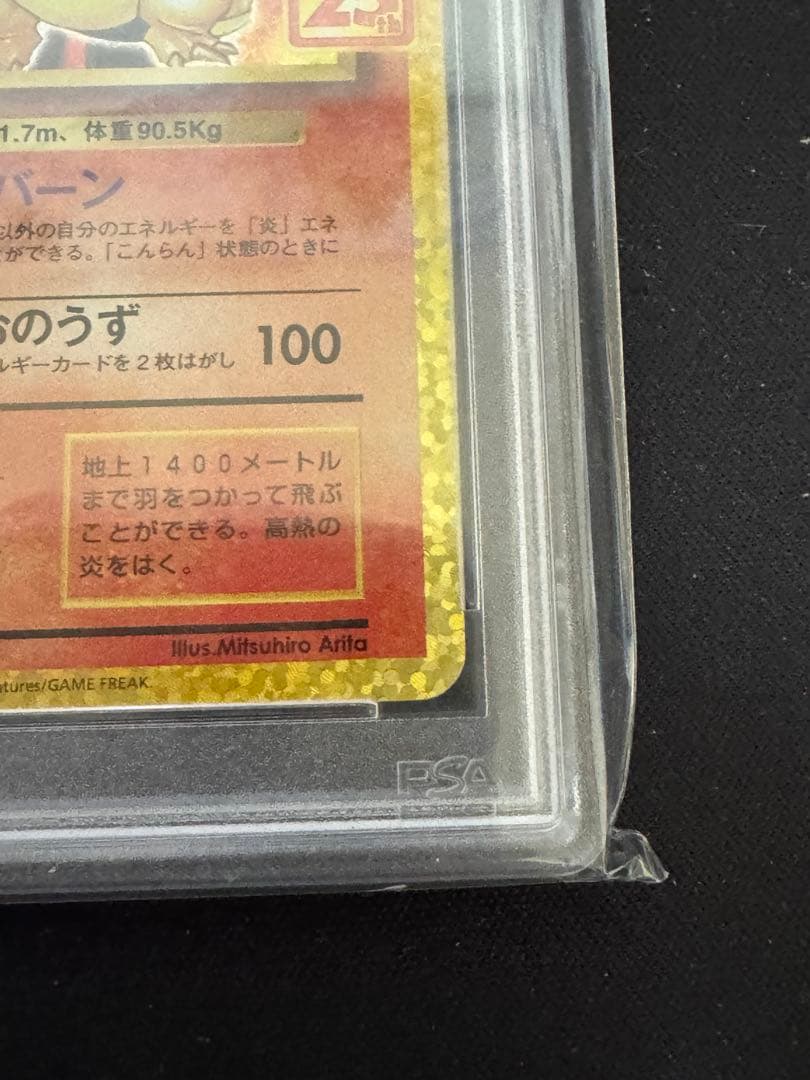 25
1.7m、体重90.5Kg
バーン
以外の自分のエネルギーを「炎」エネ
ができる。「こんらん」状態のときに
おのうず 100
ルギーカードを2枚はがし
地上1400メートル
まで羽をつかって飛ぶ
ことができる。高熱の
炎をはく。
Illus.Mitsuhiro Arita
tures/GAME FREAK.
PSA